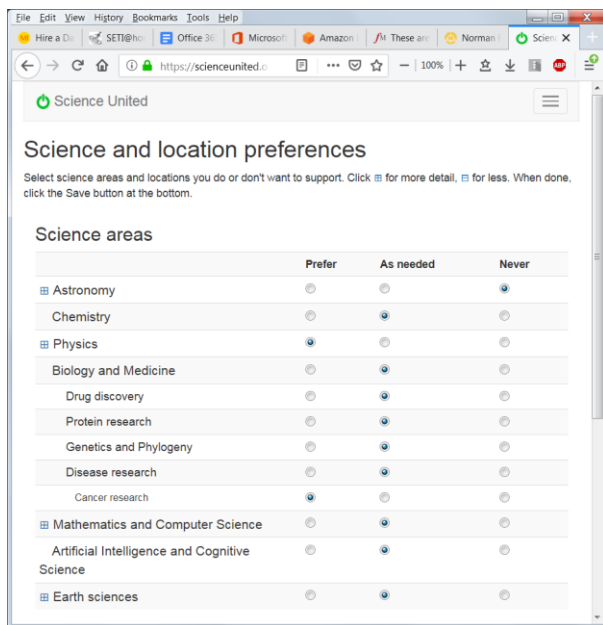 File Edit View History Bookmarks Tools Help
Hire a Da SETI@ho Office 36 Microsoft Amazon These are Norman Scienc X
https://scienceunited.o 100%
Science United
Science and location preferences
Select science areas and locations you do or don't want to support. Click ⊞ for more detail, ⊟ for less. When done,
click the Save button at the bottom.
Science areas
Prefer As needed Never
Astronomy
Chemistry
Physics
Biology and Medicine
Drug discovery
Protein research
Genetics and Phylogeny
Disease research
Cancer research
Mathematics and Computer Science
Artificial Intelligence and Cognitive
Science
Earth sciences